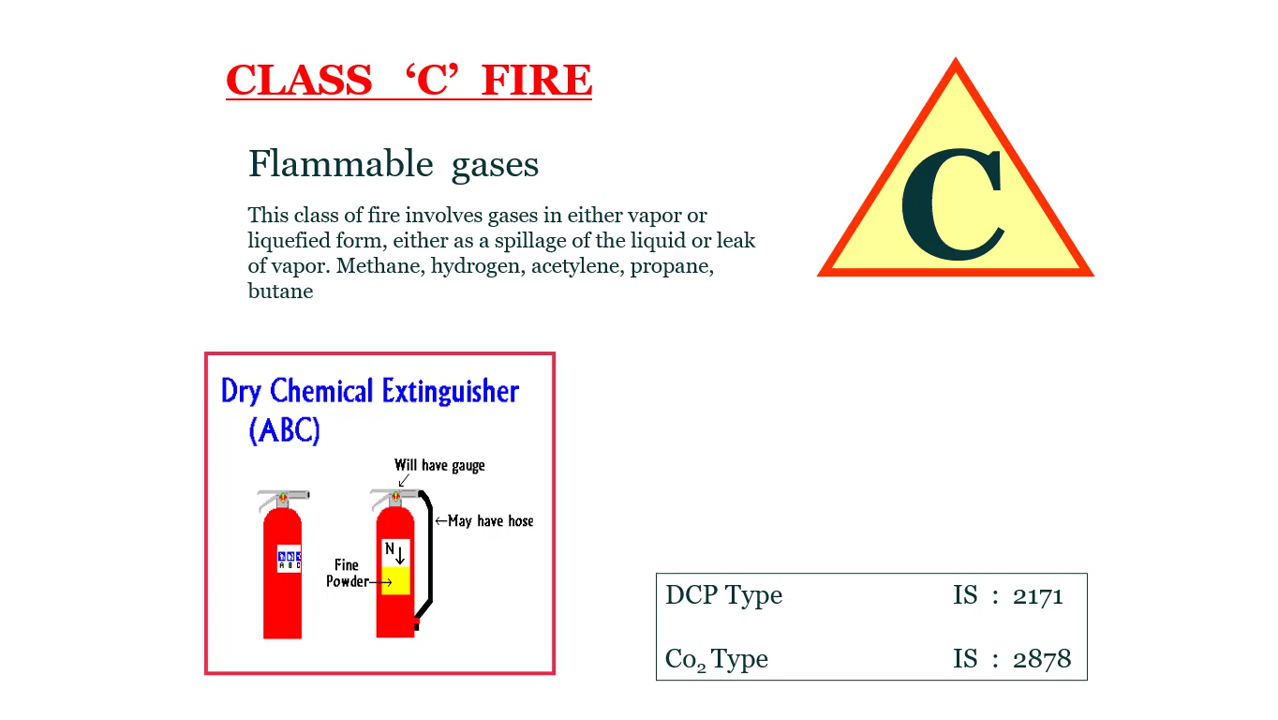 CLASS ‘C’ FIRE
C
Flammable gases
This class of fire involves gases in either vapor or
liquefied form, either as a spillage of the liquid or leak
of vapor. Methane, hydrogen, acetylene, propane,
butane
Dry Chemical Extinguisher
(ABC)
Will have gauge
←May have hose
N
Fine
Powder
A B C
DCP Type IS : 2171
Co₂ Type IS : 2878